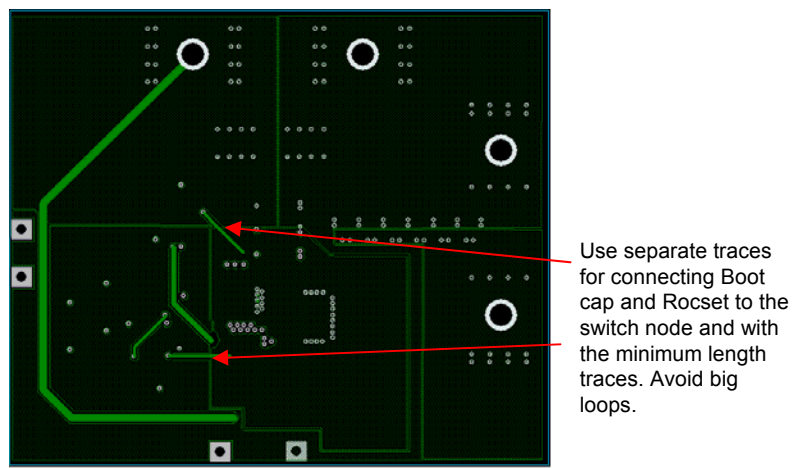 Use separate traces
for connecting Boot
cap and Rocset to the
switch node and with
the minimum length
traces. Avoid big
loops.